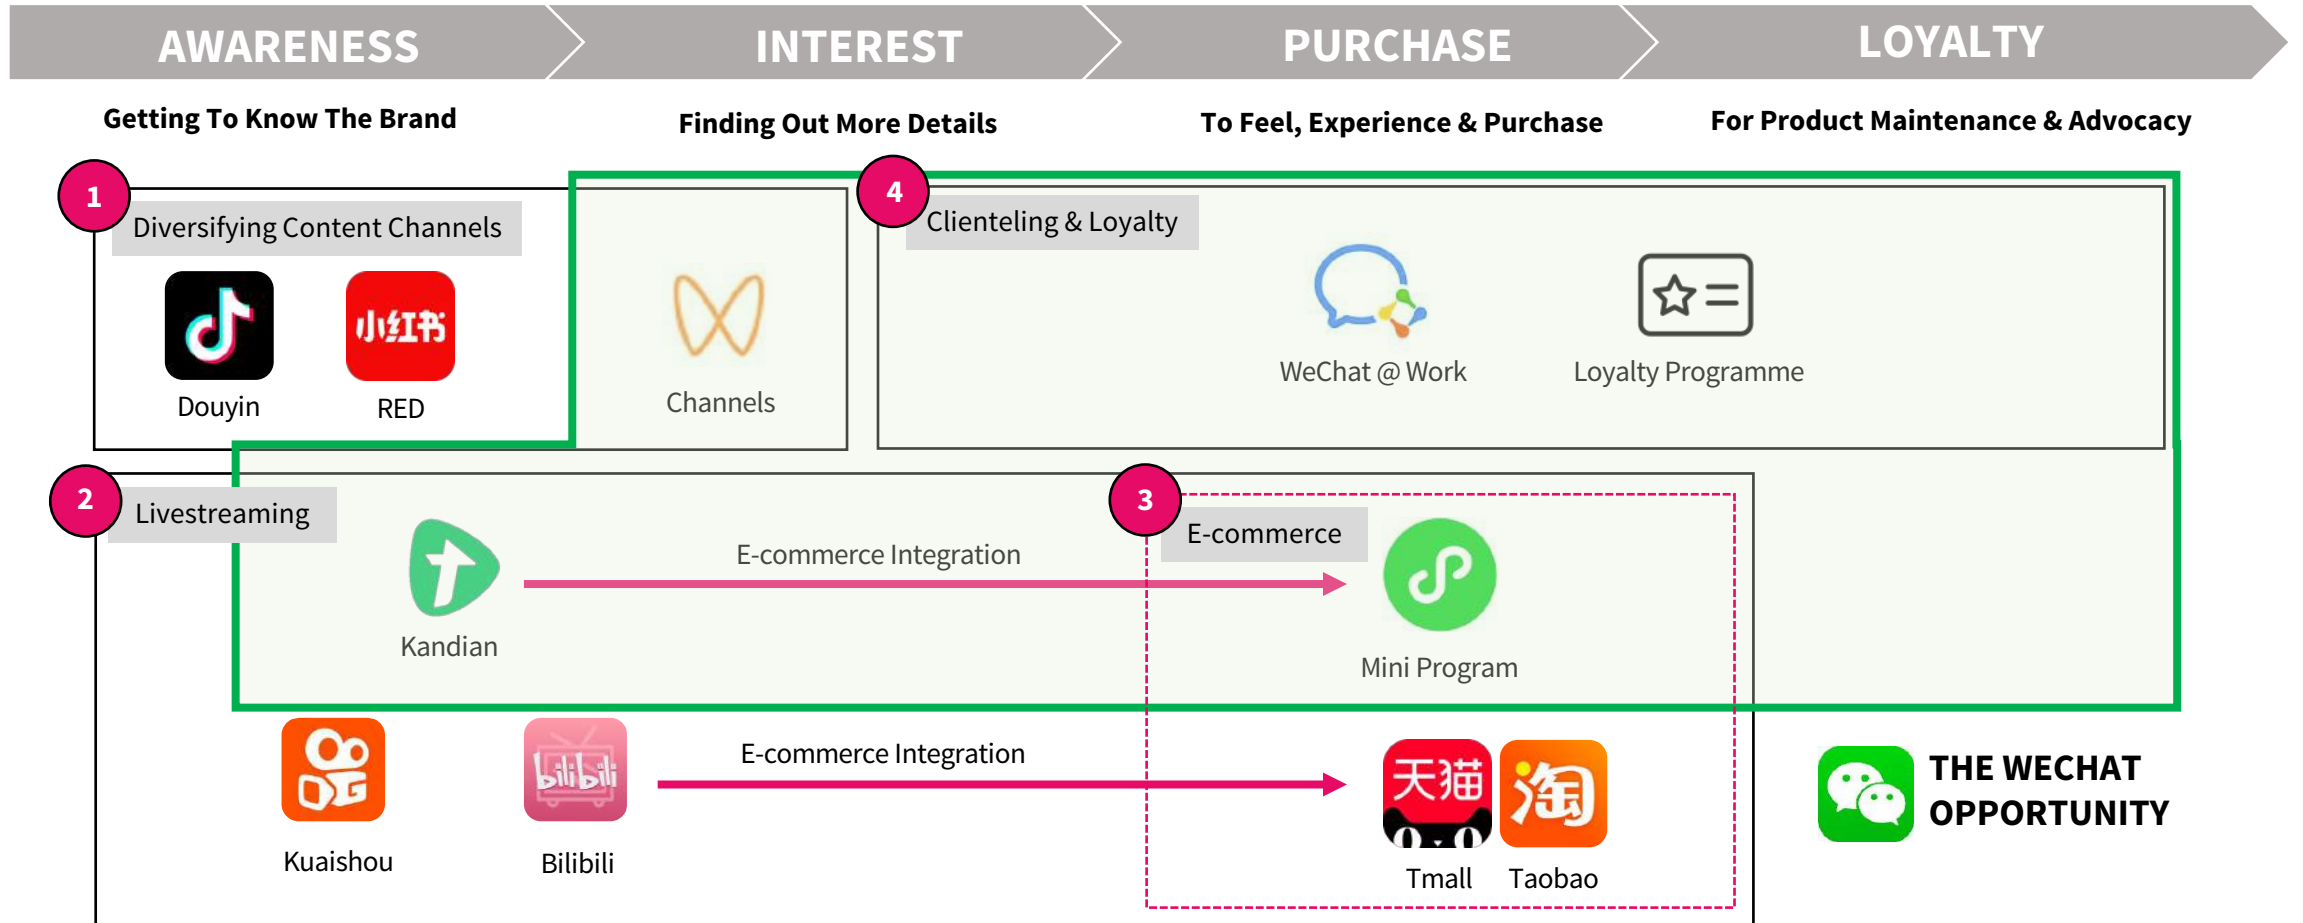 AWARENESS
INTEREST
PURCHASE
LOYALTY
Getting To Know The Brand
Finding Out More Details
To Feel, Experience & Purchase
For Product Maintenance & Advocacy
1
Diversifying Content Channels
小红书
Douyin
RED
Channels
4
Clienteling & Loyalty
WeChat @ Work
Loyalty Programme
2
Livestreaming
Kandian
E-commerce Integration
3
E-commerce
Mini Program
Kuaishou
bilibili
Bilibili
E-commerce Integration
天猫
淘
Tmall
Taobao
THE WECHAT
OPPORTUNITY